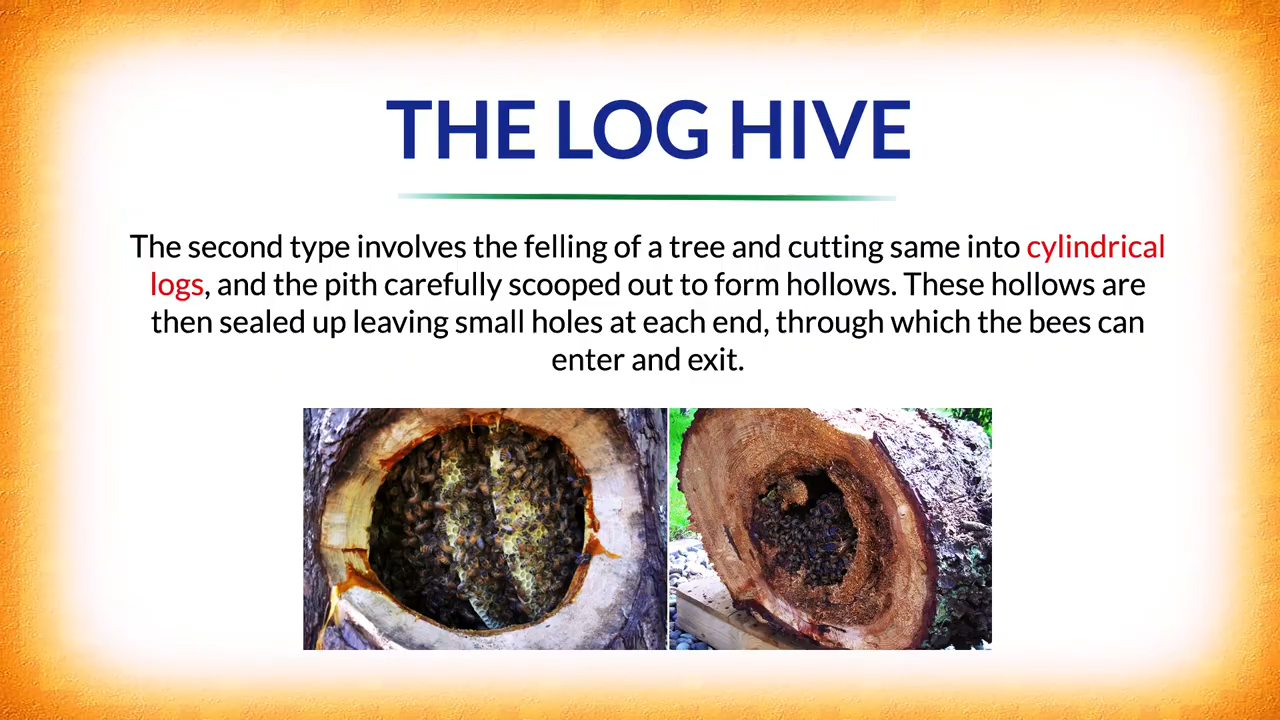 THE LOG HIVE
The second type involves the felling of a tree and cutting same into cylindrical
logs, and the pith carefully scooped out to form hollows. These hollows are
then sealed up leaving small holes at each end, through which the bees can
enter and exit.